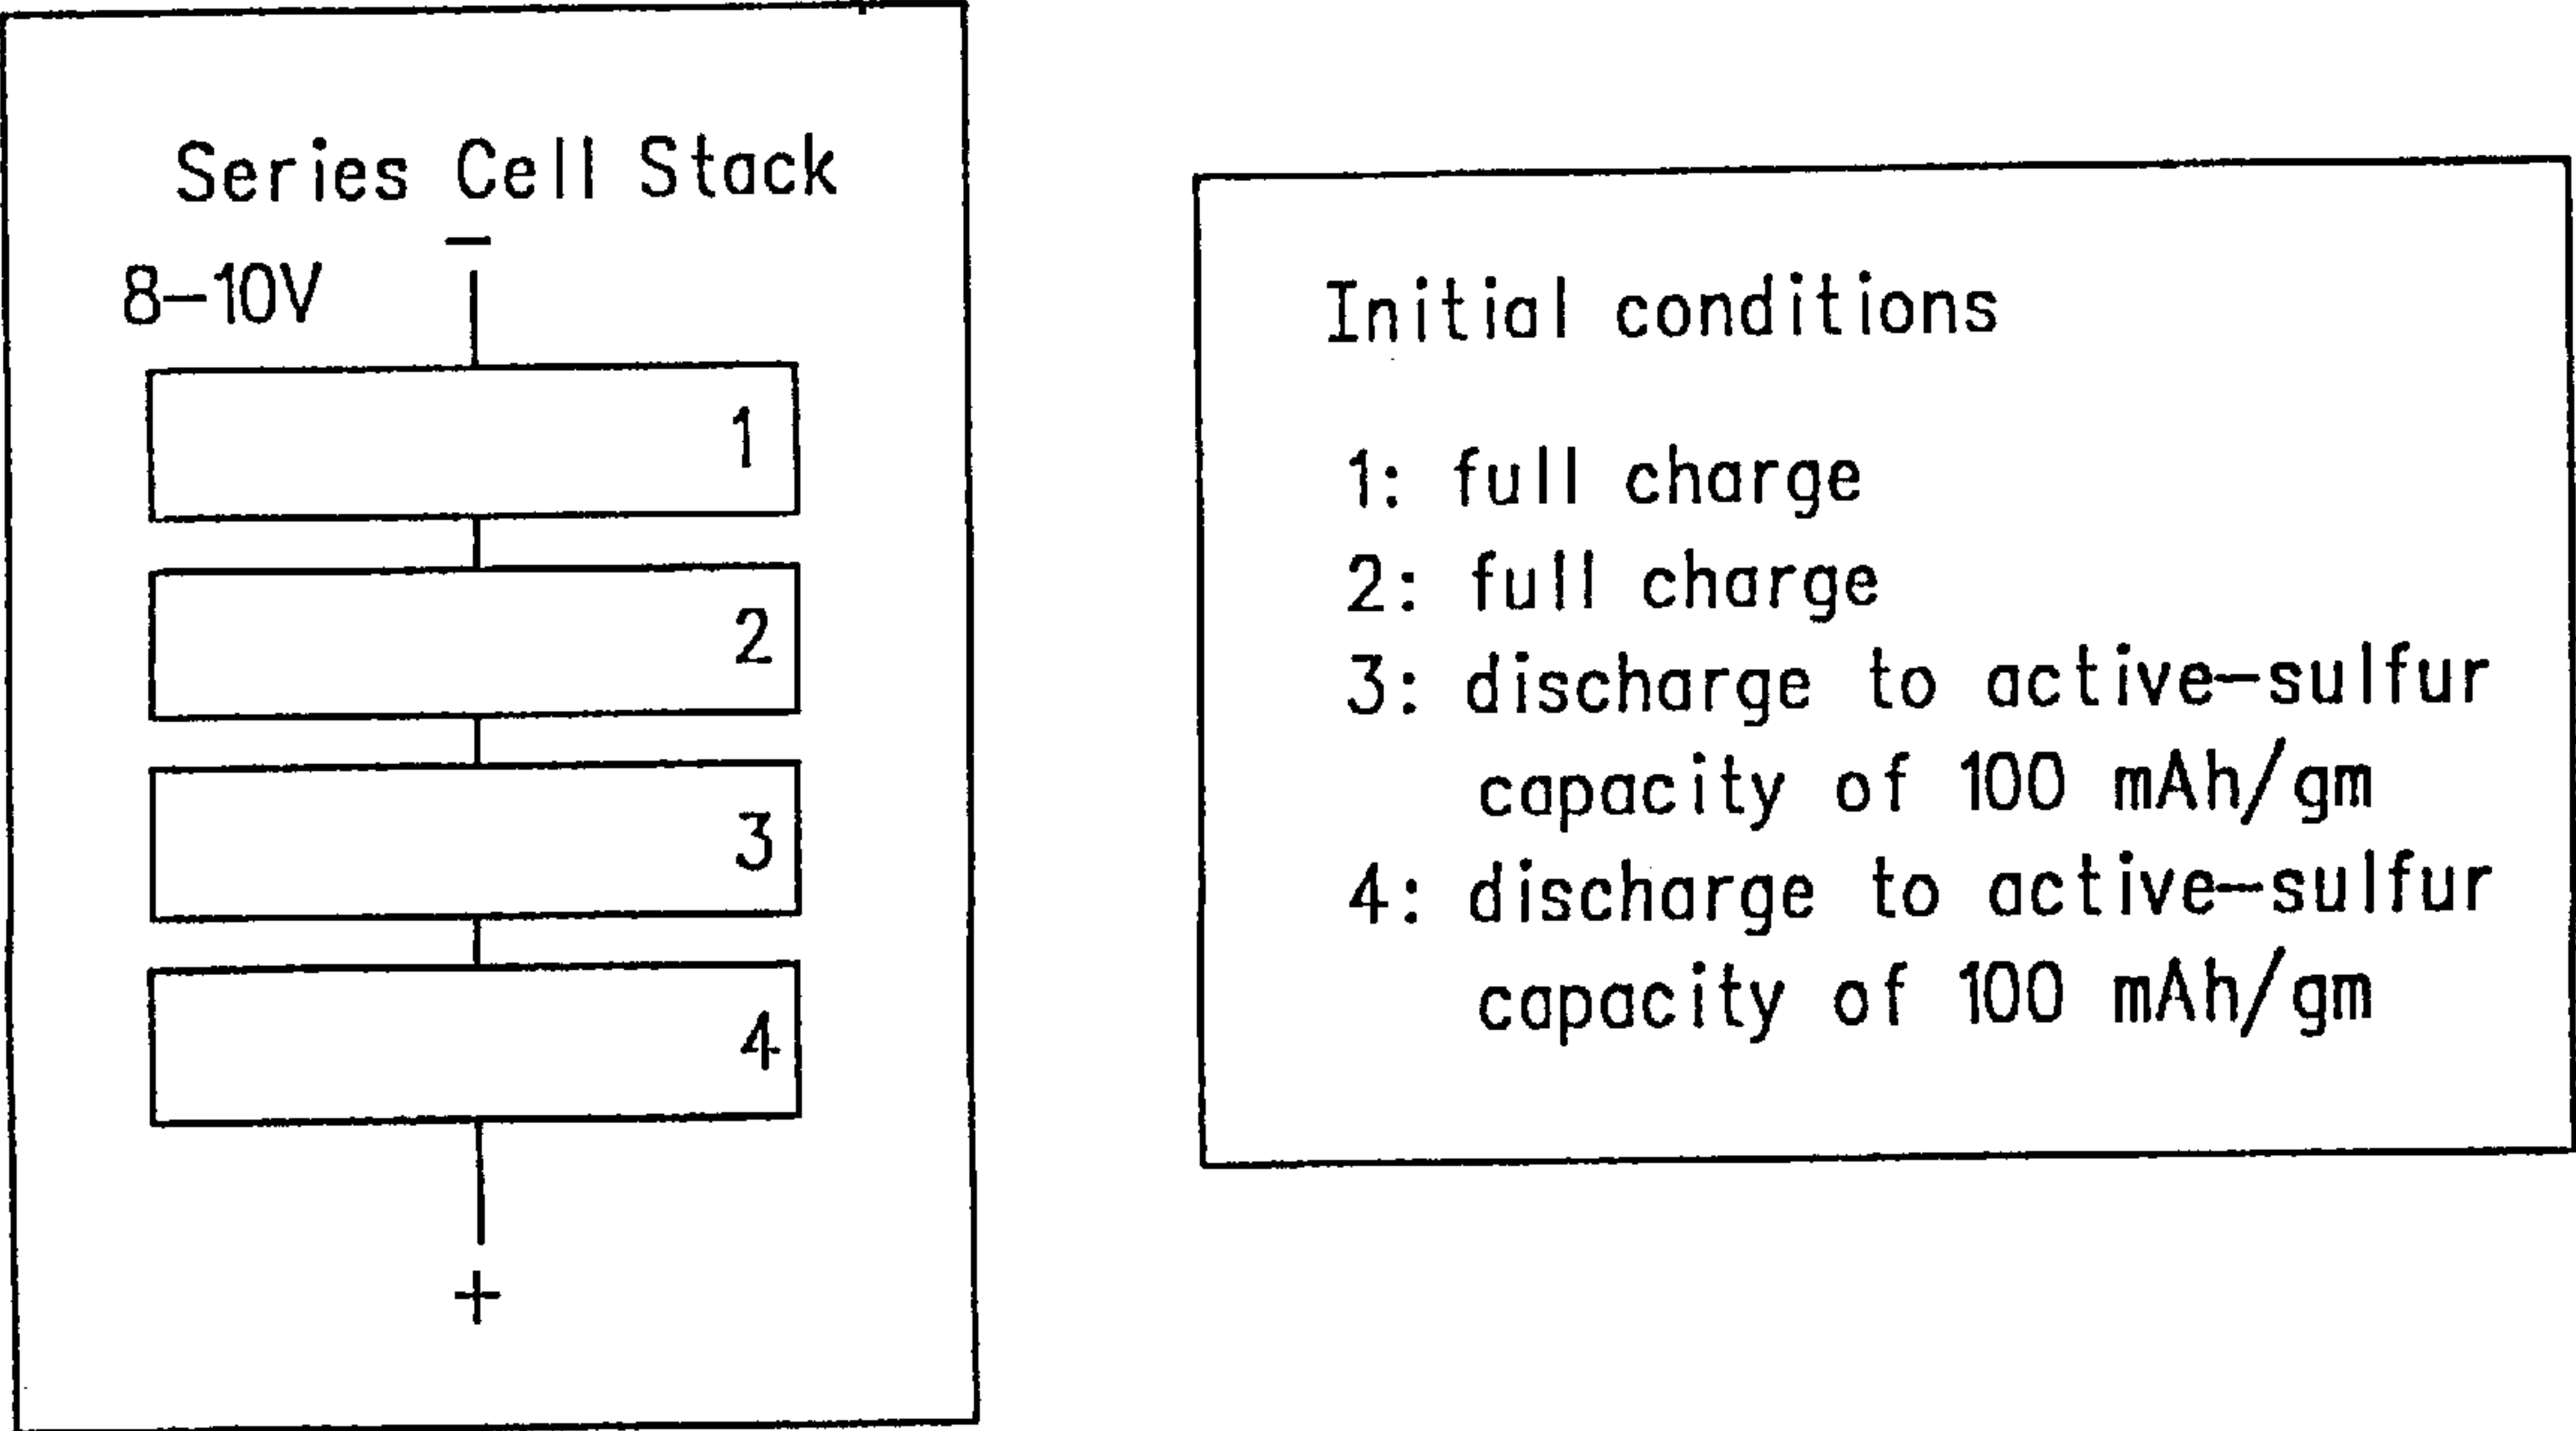 Series Cell Stack
−
8–10V
1
2
3
4
+
Initial conditions
1: full charge
2: full charge
3: discharge to active–sulfur
capacity of 100 mAh/gm
4: discharge to active–sulfur
capacity of 100 mAh/gm